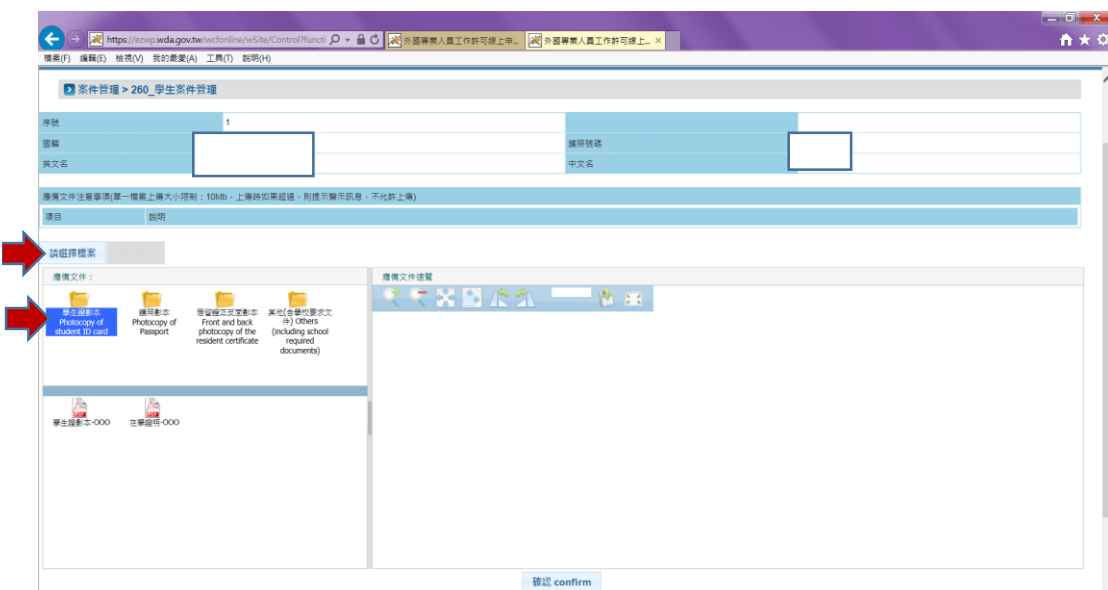 https://ezwp.wda.gov.tw/wcfonline/wSite/Control?functi
外國專業人員工作許可線上申...
外國專業人員工作許可線上... ×
檔案(F) 編輯(E) 檢視(V) 我的最愛(A) 工具(T) 說明(H)
案件管理 > 260_學生案件管理
序號 1
國籍 護照號碼
英文名 中文名
應備文件注意事項(單一檔案上傳大小限制：10Mb，上傳時如果超過，則提示警示訊息，不允許上傳)
項目 說明
請選擇檔案
應備文件： 應備文件速覽
學生證影本
Photocopy of
student ID card
護照影本
Photocopy of
Passport
居留證正反面影本
Front and back
photocopy of the
resident certificate
其他(含學校要求文
件) Others
(including school
required
documents)
學生證影本-OOO 在學證明-OOO
確認 confirm